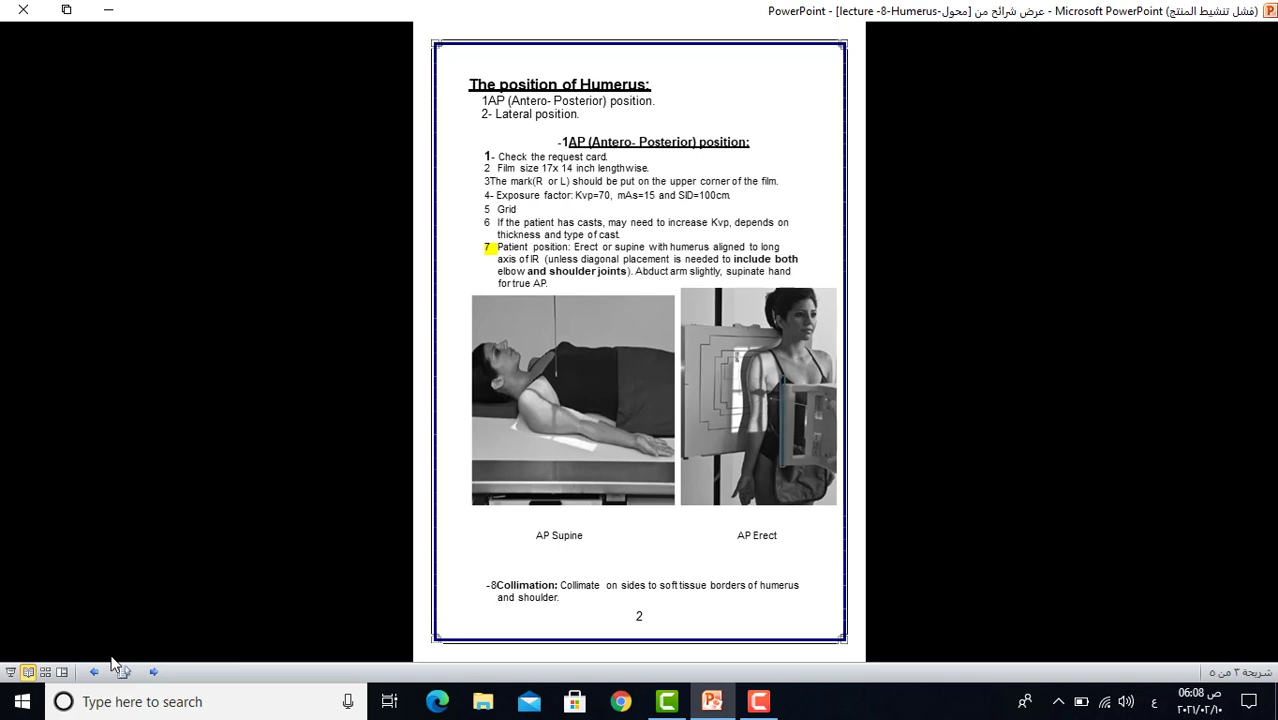 عرض شرائح من [محول-lecture -8-Humerus] - Microsoft PowerPoint (فشل تنشيط المنتج)
The position of Humerus:
1AP (Antero- Posterior) position.
2- Lateral position.
-1AP (Antero- Posterior) position:
1- Check the request card.
2 Film size 17x 14 inch lengthwise.
3The mark(R or L) should be put on the upper corner of the film.
4- Exposure factor: Kvp=70, mAs=15 and SID=100cm.
5 Grid
6 If the patient has casts, may need to increase Kvp, depends on
thickness and type of cast.
7 Patient position: Erect or supine with humerus aligned to long
axis of IR (unless diagonal placement is needed to include both
elbow and shoulder joints). Abduct arm slightly, supinate hand
for true AP.
AP Supine
AP Erect
-8Collimation: Collimate on sides to soft tissue borders of humerus
and shoulder.
2
شريحة ٣ من ٥
Type here to search
ع
06:08 ص
٢٠٢١/٠٢/١٠